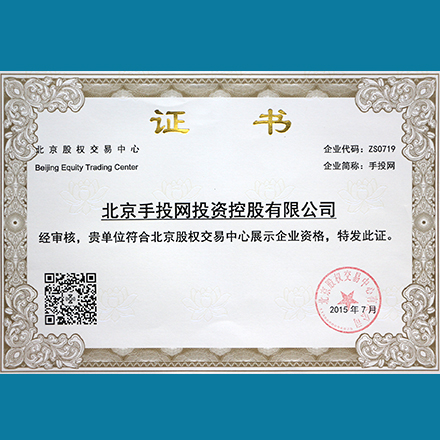 证 书
北京股权交易中心
Beijing Equity Trading Center
企业代码：ZS0719
企业简称：手投网
北京手投网投资控股有限公司
经审核，贵单位符合北京股权交易中心展示企业资格，特发此证。
北京股权交易中心有限公司
2015年7月